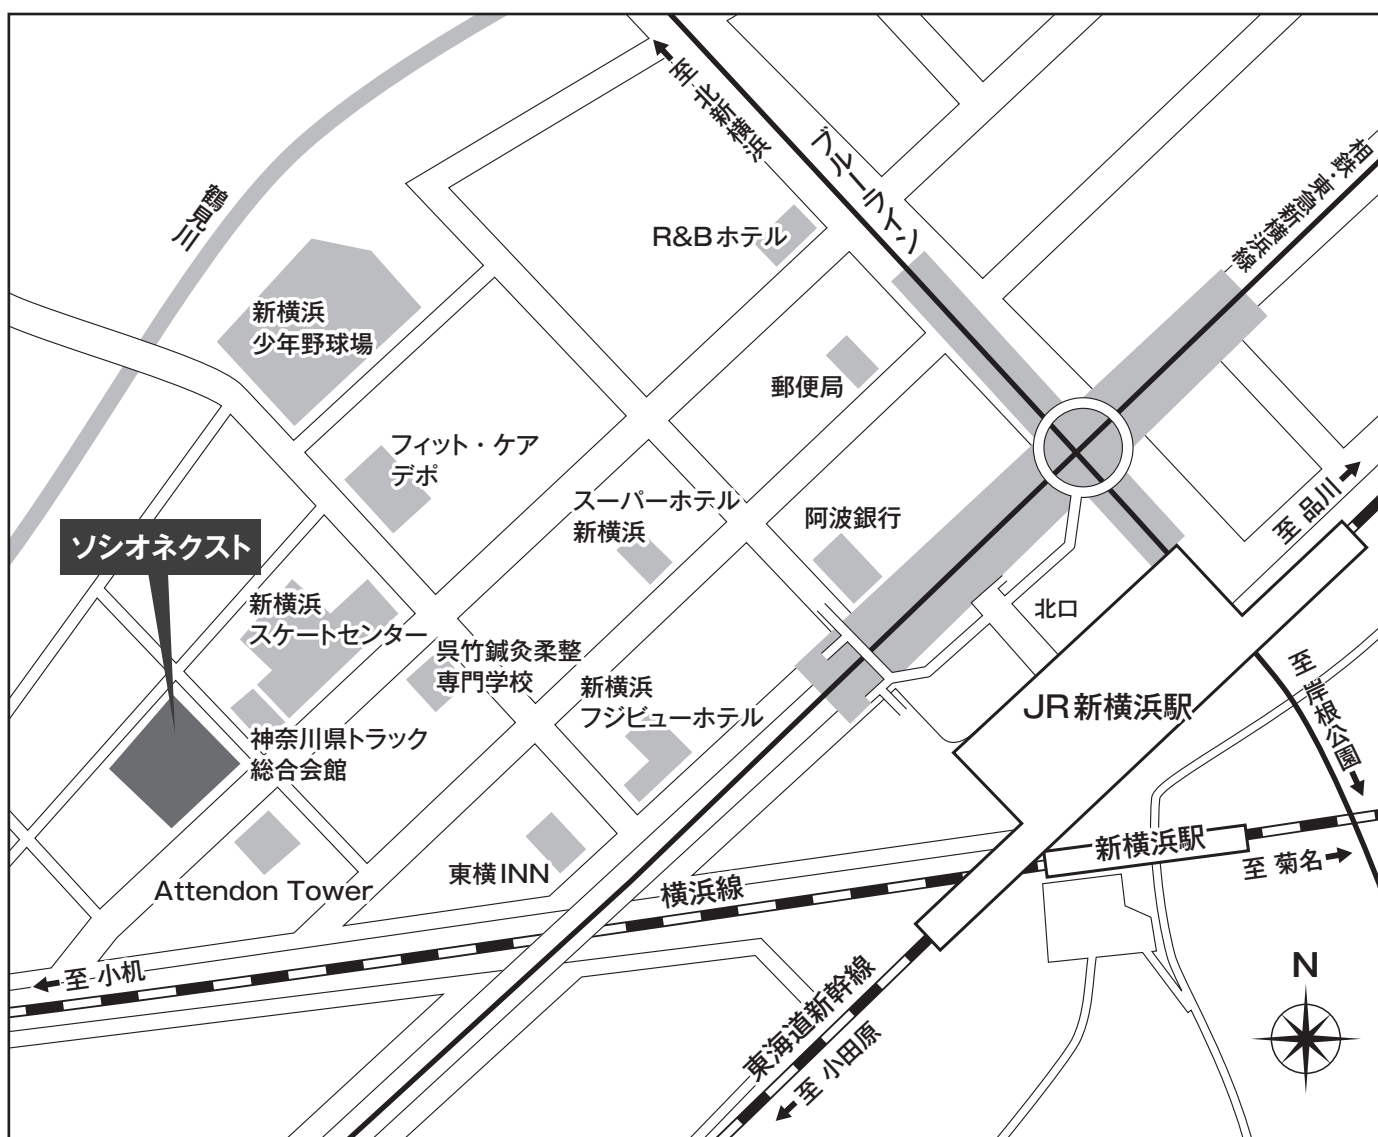 至 北新横浜
ブルーライン
相鉄・東急新横浜線
鶴見川
R&Bホテル
新横浜
少年野球場
郵便局
フィット・ケア
デポ
スーパーホテル
新横浜
阿波銀行
至 品川
ソシオネクスト
新横浜
スケートセンター
北口
呉竹鍼灸柔整
専門学校
新横浜
フジビューホテル
JR新横浜駅
至 岸根公園
神奈川県トラック
総合会館
新横浜駅
至 菊名
東横INN
横浜線
Attendon Tower
至 小机
東海道新幹線
至 小田原
N